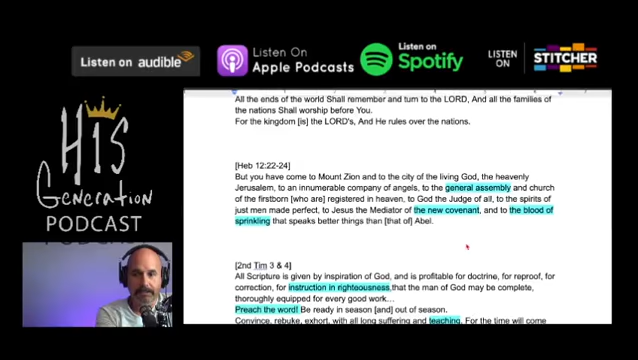 Listen on audible
Listen On
Apple Podcasts
Listen on
Spotify
LISTEN
ON
STITCHER
HIS
Generation
PODCAST
All the ends of the world Shall remember and turn to the LORD, And all the families of
the nations Shall worship before You.
For the kingdom [is] the LORD's, And He rules over the nations.
[Heb 12:22-24]
But you have come to Mount Zion and to the city of the living God, the heavenly
Jerusalem, to an innumerable company of angels, to the general assembly and church
of the firstborn [who are] registered in heaven, to God the Judge of all, to the spirits of
just men made perfect, to Jesus the Mediator of the new covenant, and to the blood of
sprinkling that speaks better things than [that of] Abel.
[2nd Tim 3 & 4]
All Scripture is given by inspiration of God, and is profitable for doctrine, for reproof, for
correction, for instruction in righteousness,that the man of God may be complete,
thoroughly equipped for every good work…
Preach the word! Be ready in season [and] out of season.
Convince, rebuke, exhort, with all long suffering and teaching. For the time will come